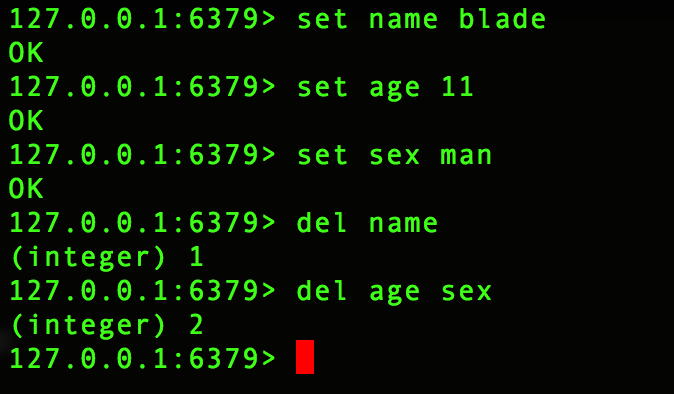 127.0.0.1:6379> set name blade
OK
127.0.0.1:6379> set age 11
OK
127.0.0.1:6379> set sex man
OK
127.0.0.1:6379> del name
(integer) 1
127.0.0.1:6379> del age sex
(integer) 2
127.0.0.1:6379>